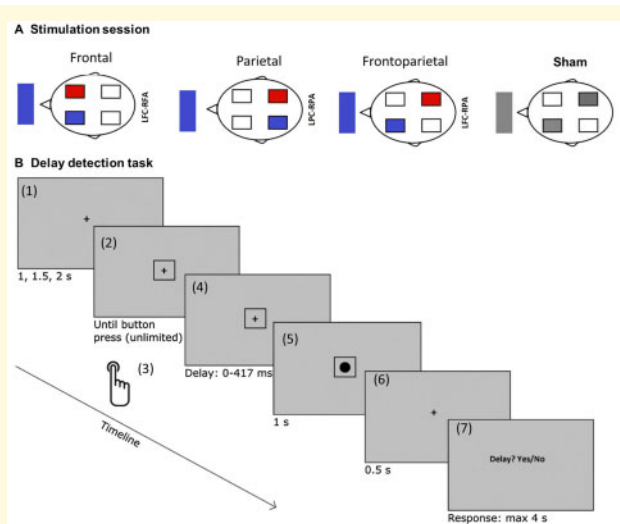 A Stimulation session
Frontal
Parietal
Frontoparietal
Sham
LFC-RFA
LPC-RPA
LFC-RPA
B Delay detection task
(1)
1, 1.5, 2 s
(2)
Until button
press (unlimited)
(3)
(4)
Delay: 0-417 ms
(5)
1 s
(6)
0.5 s
(7)
Delay? Yes/No
Response: max 4 s
Timeline